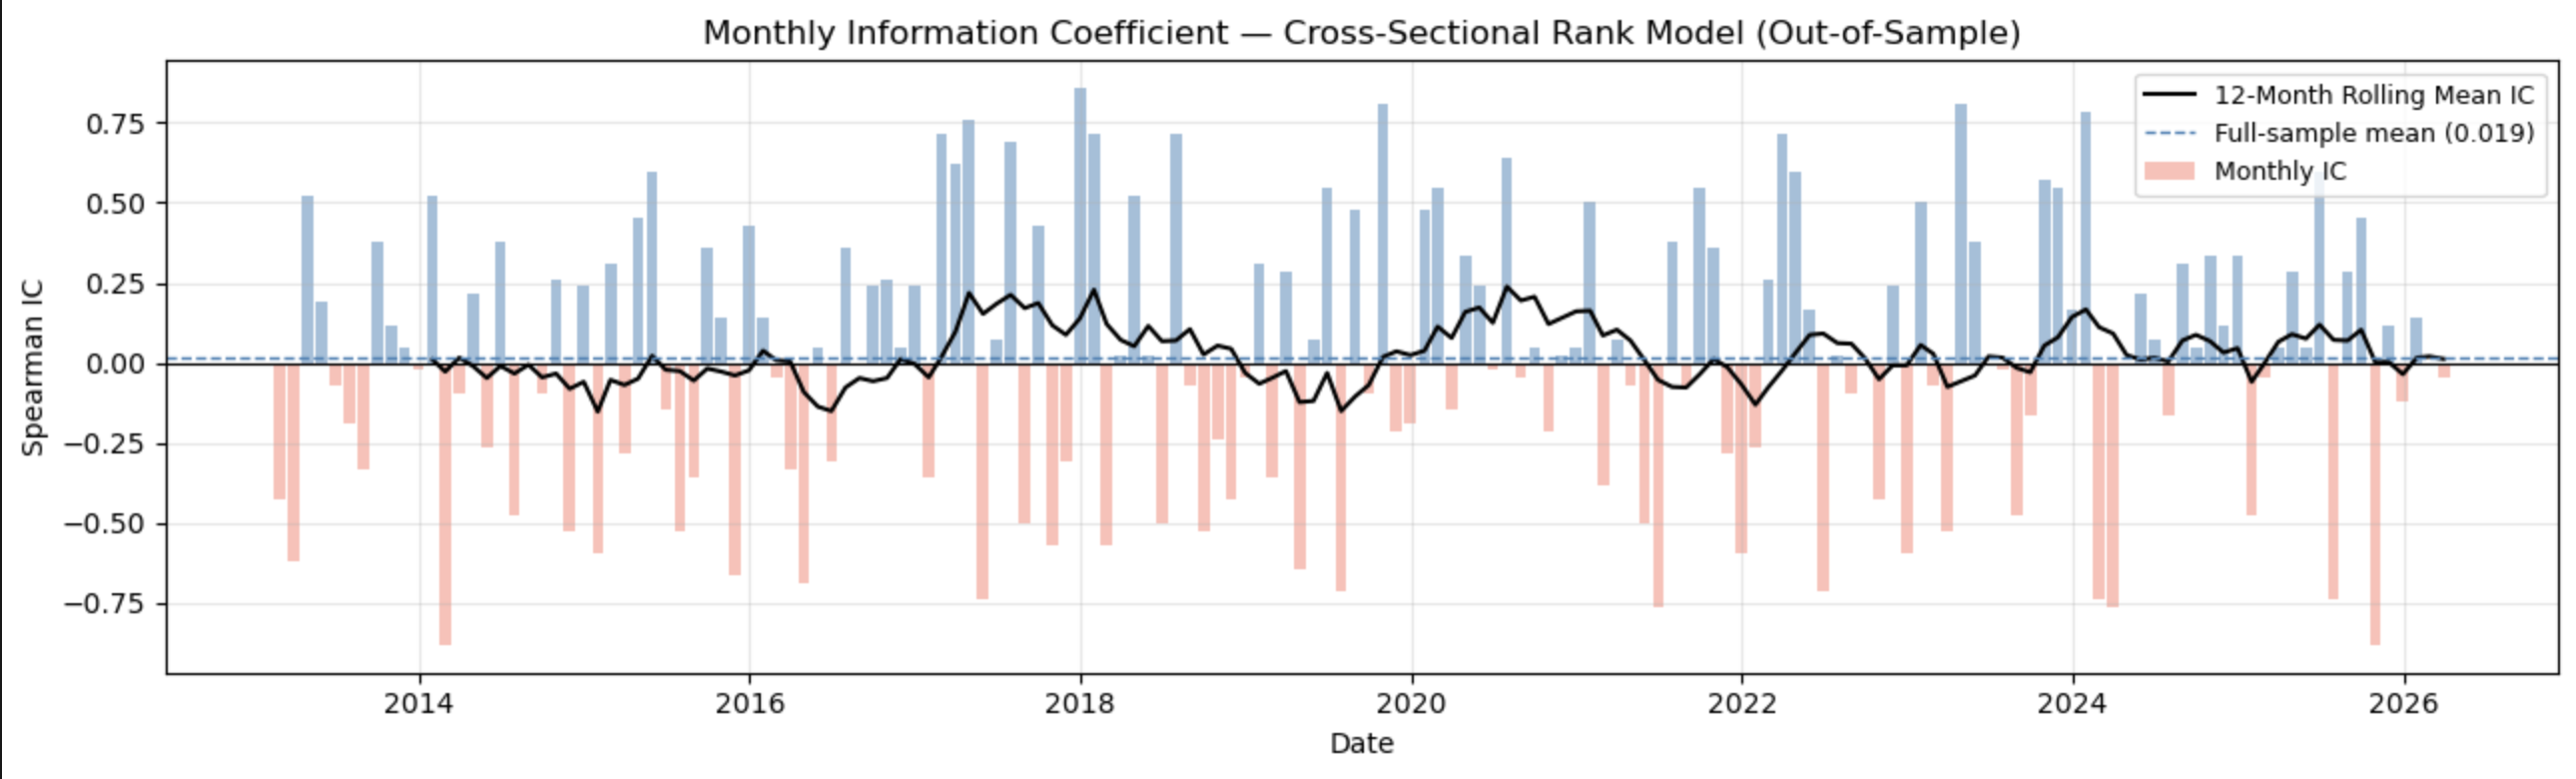 Monthly Information Coefficient — Cross-Sectional Rank Model (Out-of-Sample)
12-Month Rolling Mean IC
Full-sample mean (0.019)
Monthly IC
Spearman IC
0.75
0.50
0.25
0.00
−0.25
−0.50
−0.75
2014 2016 2018 2020 2022 2024 2026
Date